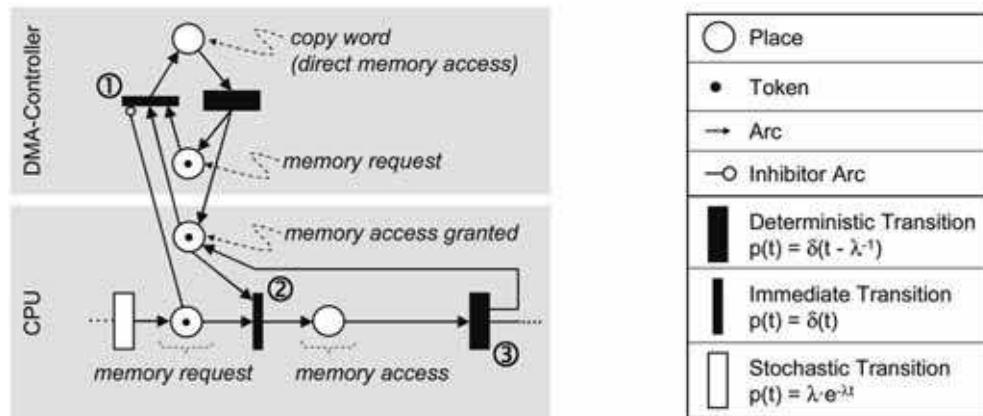 DMA-Controller
copy word
(direct memory access)
①
memory request
CPU
memory access granted
②
③
memory request
memory access
Place
Token
Arc
Inhibitor Arc
Deterministic Transition
p(t) = δ(t - λ⁻¹)
Immediate Transition
p(t) = δ(t)
Stochastic Transition
p(t) = λ·e^-λt